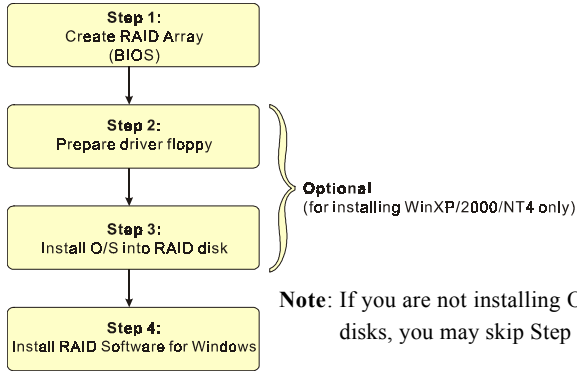 Step 1:
Create RAID Array
(BIOS)
Step 2:
Prepare driver floppy
Optional
(for installing WinXP/2000/NT4 only)
Step 3:
Install O/S into RAID disk
Note: If you are not installing
disks, you may skip Step
Step 4:
Install RAID Software for Windows